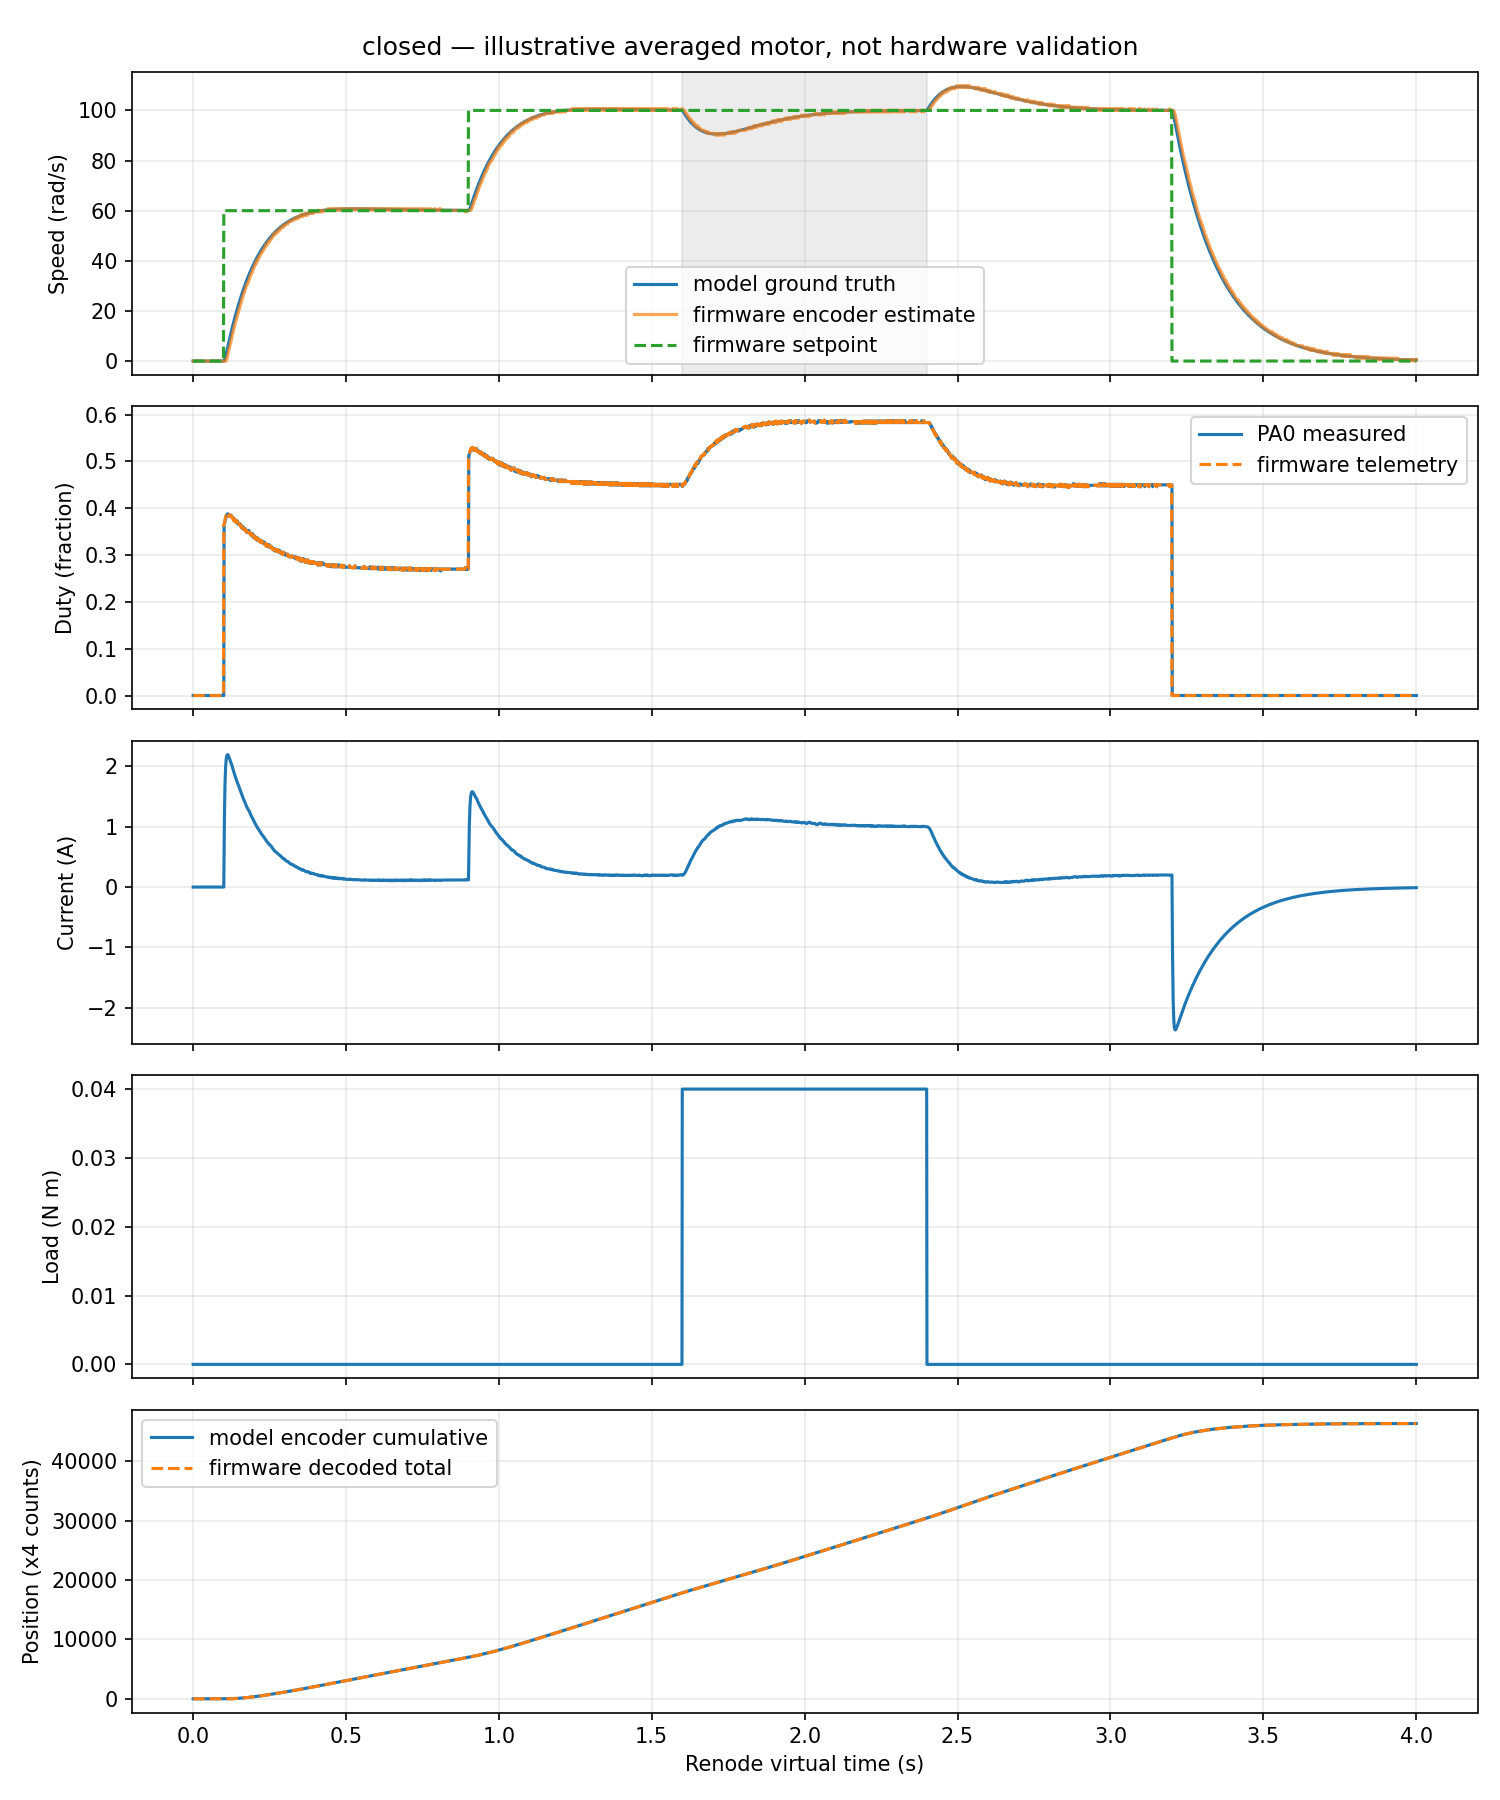 closed — illustrative averaged motor, not hardware validation
Speed (rad/s)
100
80
60
40
20
0
model ground truth
firmware encoder estimate
firmware setpoint
Duty (fraction)
0.6
0.5
0.4
0.3
0.2
0.1
0.0
PA0 measured
firmware telemetry
Current (A)
2
1
0
−1
−2
Load (N m)
0.04
0.03
0.02
0.01
0.00
Position (x4 counts)
40000
30000
20000
10000
0
model encoder cumulative
firmware decoded total
0.0 0.5 1.0 1.5 2.0 2.5 3.0 3.5 4.0
Renode virtual time (s)